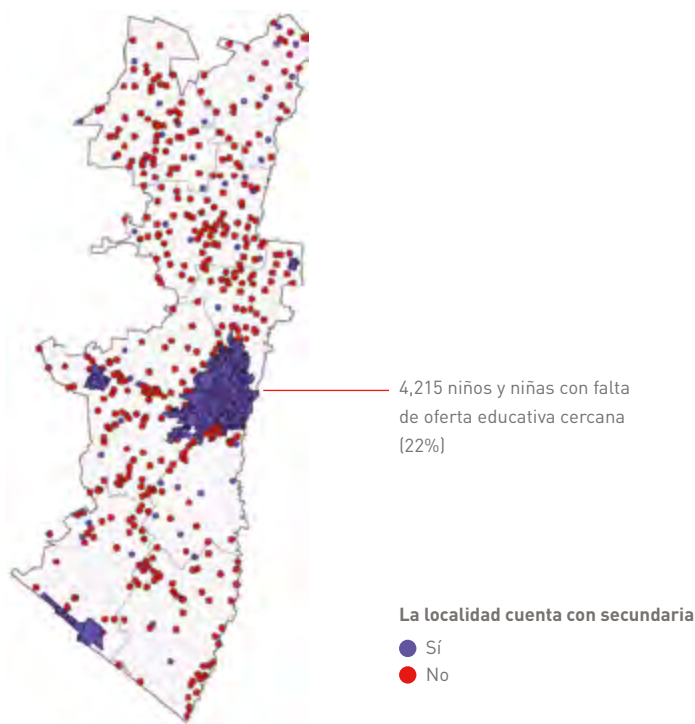 4,215 niños y niñas con falta
de oferta educativa cercana
(22%)
La localidad cuenta con secundaria
Sí
No